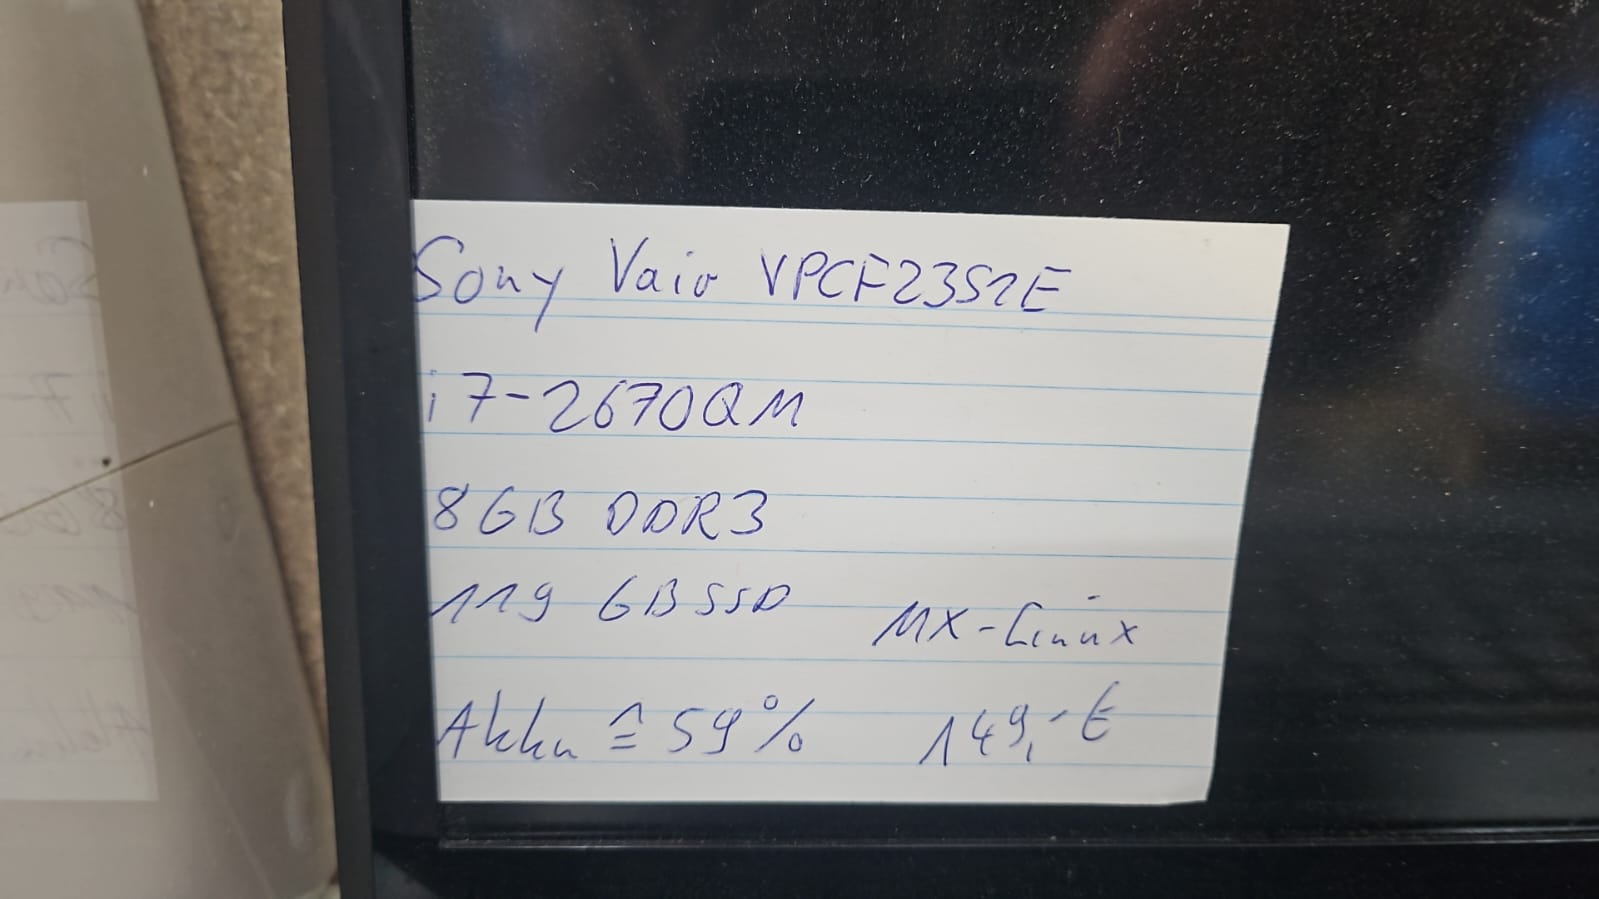 Sony Vaio VPCF23S1E
i7-2670QM
8GB DDR3
119 GB SSD MX-Linux
Akku ≙ 59% 149,-€